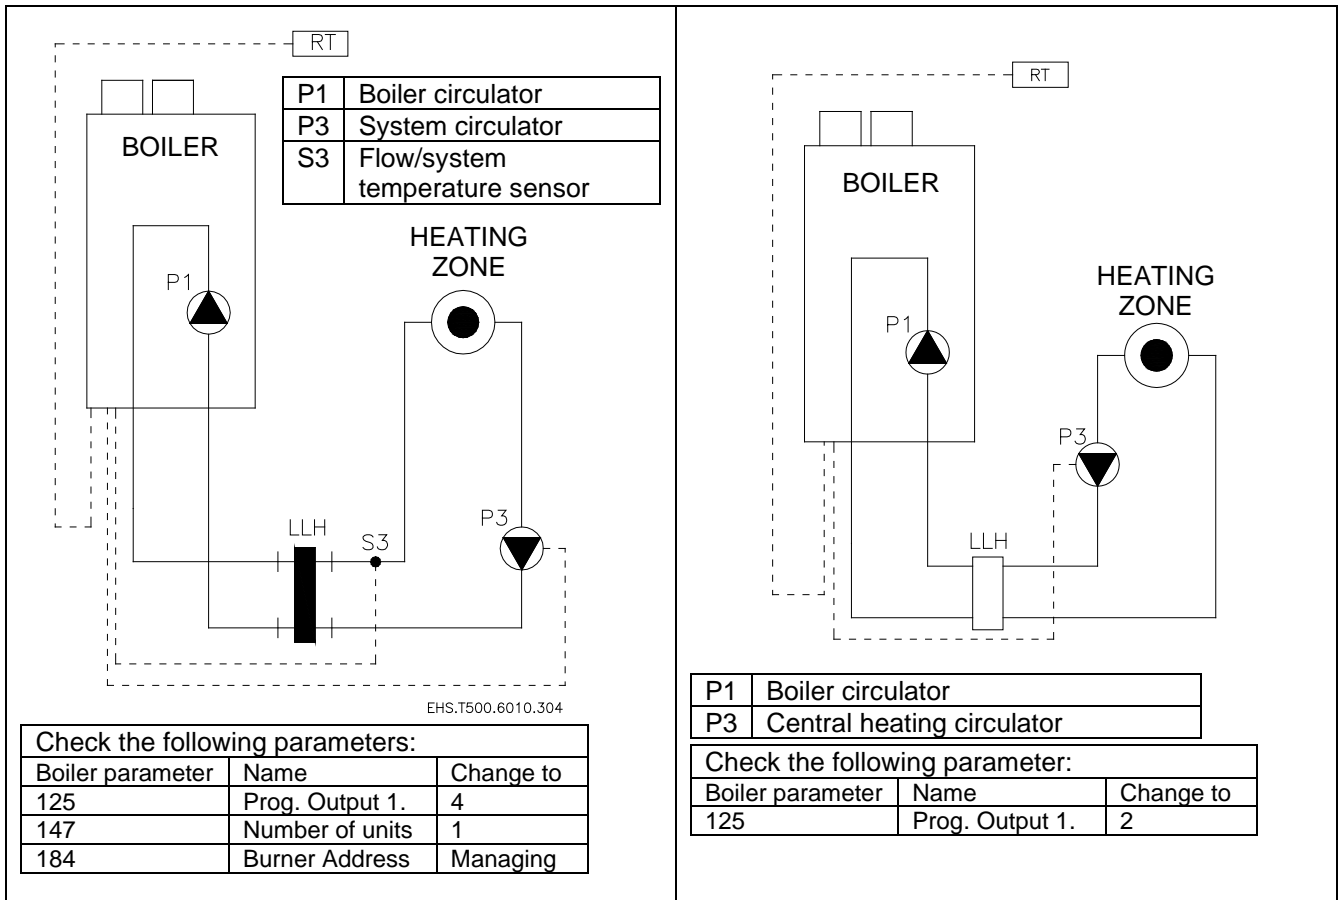 RT
P1 Boiler circulator
P3 System circulator
S3 Flow/system
temperature sensor
BOILER
HEATING
ZONE
P1
LLH
S3
P3
EHS.T500.6010.304
Check the following parameters:
Boiler parameter Name Change to
125 Prog. Output 1. 4
147 Number of units 1
184 Burner Address Managing
RT
BOILER
HEATING
ZONE
P1
P3
LLH
P1 Boiler circulator
P3 Central heating circulator
Check the following parameter:
Boiler parameter Name Change to
125 Prog. Output 1. 2